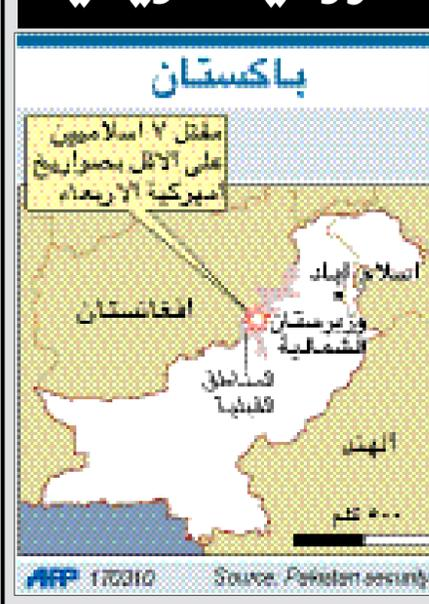 باكستان
مقتل ٧ اسلاميين
على الاقل بصواريخ
اميركية الاربعاء
اسلام اباد
افغانستان
وزيرستان
الشمالية
المناطق
القبلية
الهند
٥٠٠ كلم
AFP 170310 Source: Pakistan security